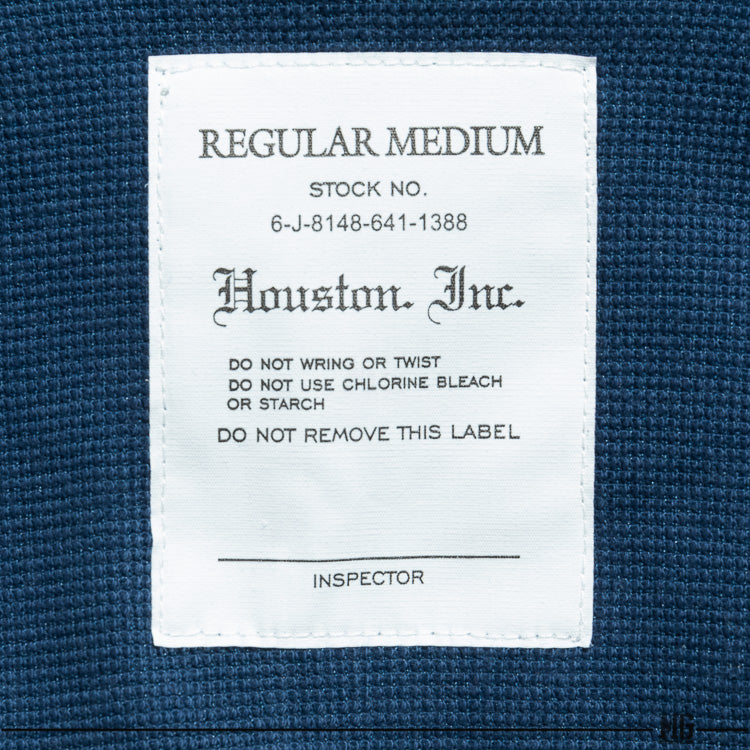 REGULAR MEDIUM
STOCK NO.
6-J-8148-641-1388
Houston. Inc.
DO NOT WRING OR TWIST
DO NOT USE CHLORINE BLEACH
OR STARCH
DO NOT REMOVE THIS LABEL
INSPECTOR